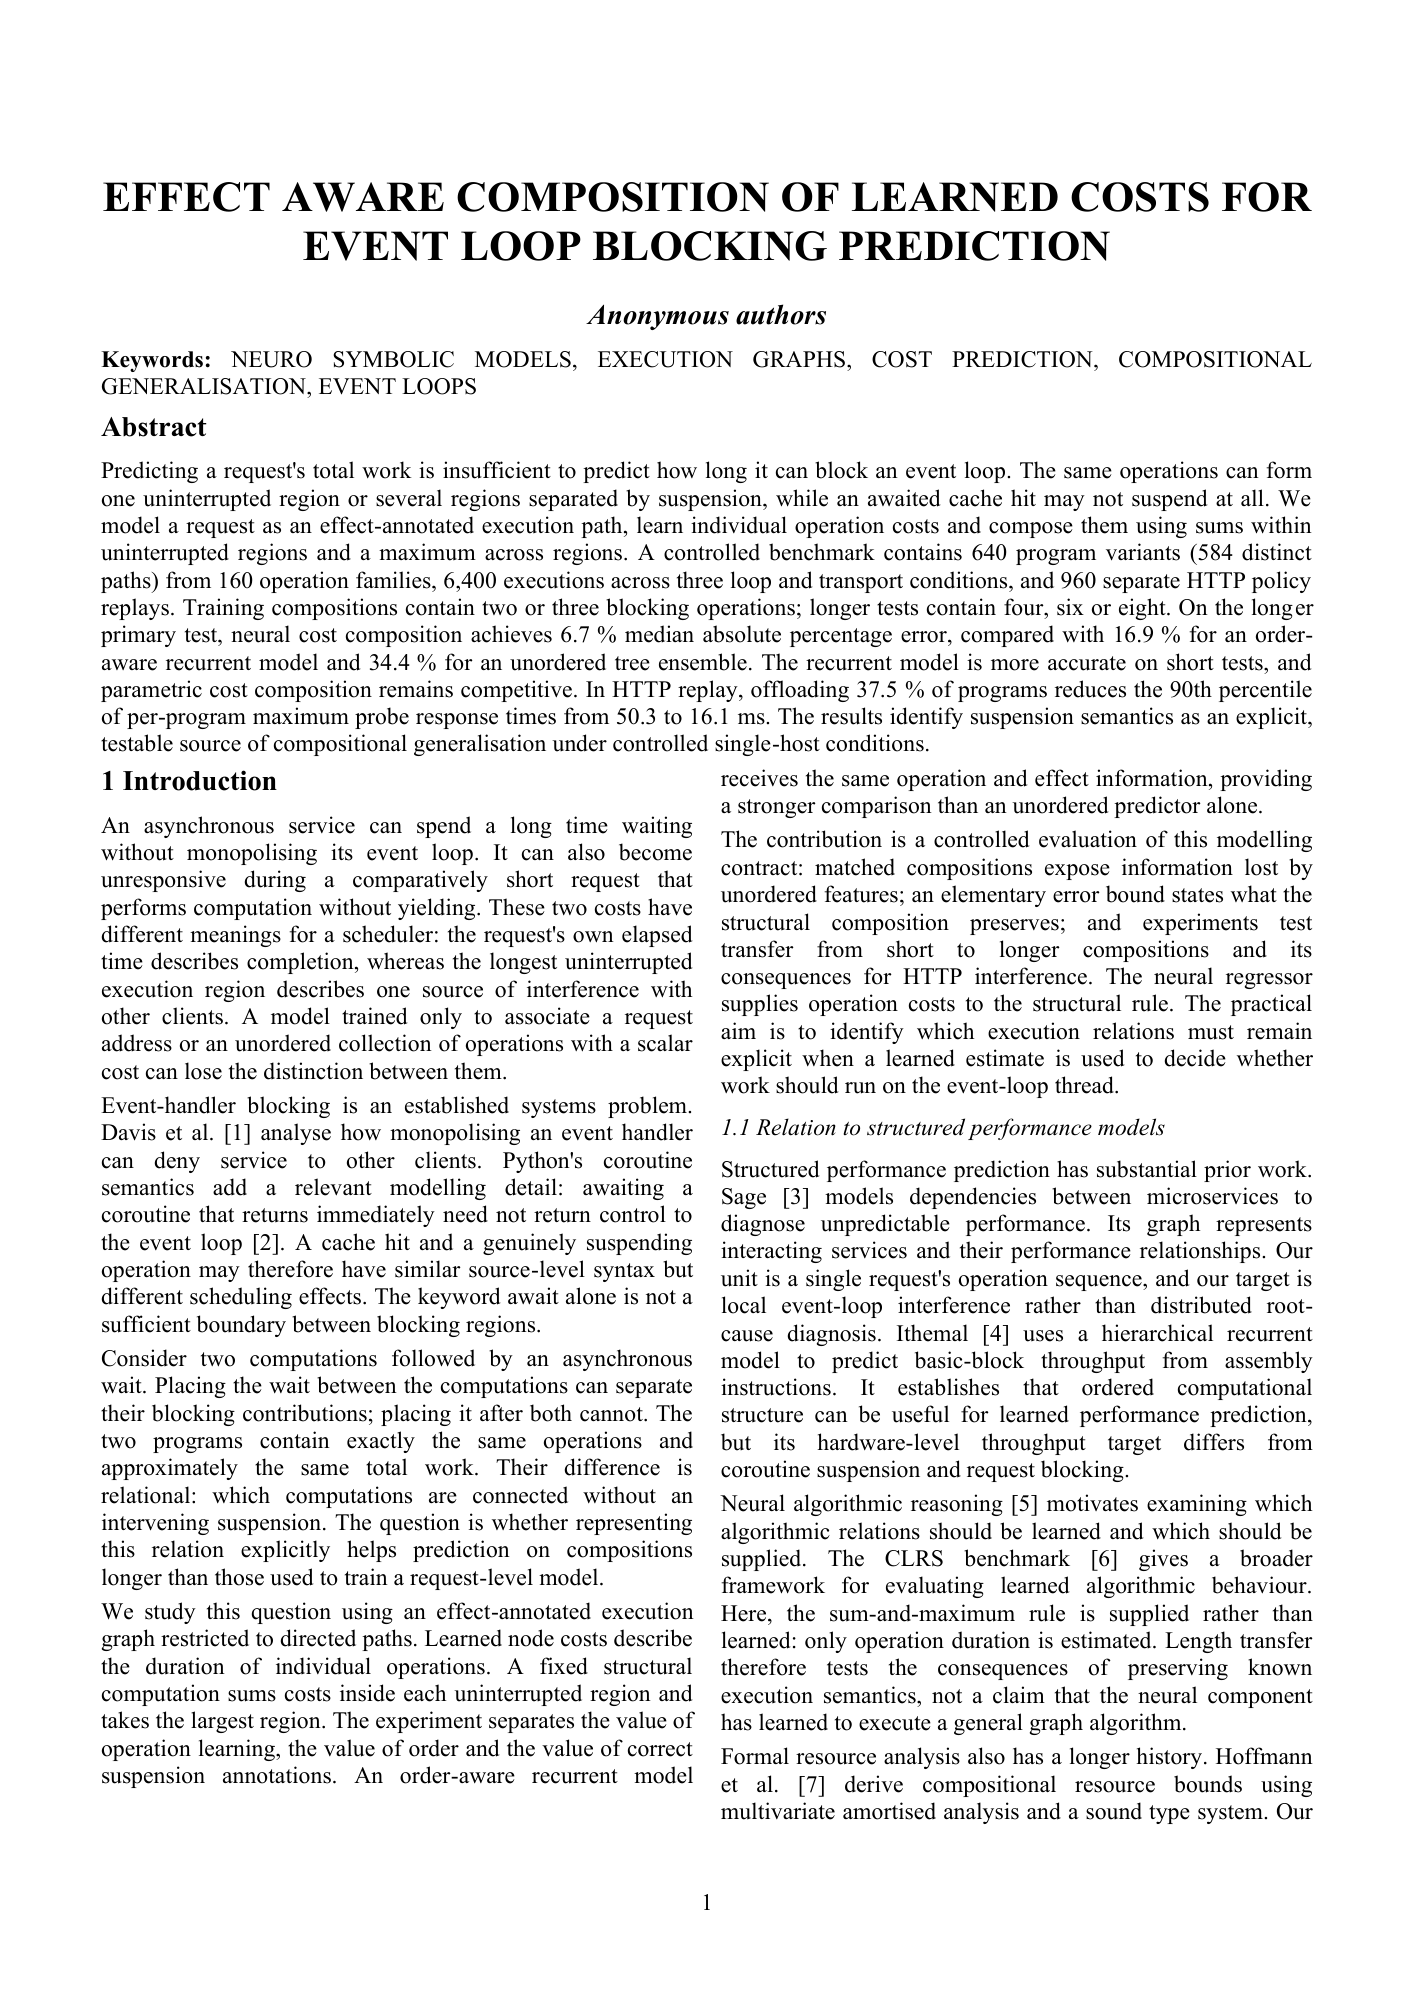 EFFECT AWARE COMPOSITION OF LEARNED COSTS FOR
EVENT LOOP BLOCKING PREDICTION
Anonymous authors
Keywords: NEURO SYMBOLIC MODELS, EXECUTION GRAPHS, COST PREDICTION, COMPOSITIONAL
GENERALISATION, EVENT LOOPS
Abstract
Predicting a request's total work is insufficient to predict how long it can block an event loop. The same operations can form
one uninterrupted region or several regions separated by suspension, while an awaited cache hit may not suspend at all. We
model a request as an effect-annotated execution path, learn individual operation costs and compose them using sums within
uninterrupted regions and a maximum across regions. A controlled benchmark contains 640 program variants (584 distinct
paths) from 160 operation families, 6,400 executions across three loop and transport conditions, and 960 separate HTTP policy
replays. Training compositions contain two or three blocking operations; longer tests contain four, six or eight. On the longer
primary test, neural cost composition achieves 6.7 % median absolute percentage error, compared with 16.9 % for an order-
aware recurrent model and 34.4 % for an unordered tree ensemble. The recurrent model is more accurate on short tests, and
parametric cost composition remains competitive. In HTTP replay, offloading 37.5 % of programs reduces the 90th percentile
of per-program maximum probe response times from 50.3 to 16.1 ms. The results identify suspension semantics as an explicit,
testable source of compositional generalisation under controlled single-host conditions.
1 Introduction
An asynchronous service can spend a long time waiting
without monopolising its event loop. It can also become
unresponsive during a comparatively short request that
performs computation without yielding. These two costs have
different meanings for a scheduler: the request's own elapsed
time describes completion, whereas the longest uninterrupted
execution region describes one source of interference with
other clients. A model trained only to associate a request
address or an unordered collection of operations with a scalar
cost can lose the distinction between them.
Event-handler blocking is an established systems problem.
Davis et al. [1] analyse how monopolising an event handler
can deny service to other clients. Python's coroutine
semantics add a relevant modelling detail: awaiting a
coroutine that returns immediately need not return control to
the event loop [2]. A cache hit and a genuinely suspending
operation may therefore have similar source-level syntax but
different scheduling effects. The keyword await alone is not a
sufficient boundary between blocking regions.
Consider two computations followed by an asynchronous
wait. Placing the wait between the computations can separate
their blocking contributions; placing it after both cannot. The
two programs contain exactly the same operations and
approximately the same total work. Their difference is
relational: which computations are connected without an
intervening suspension. The question is whether representing
this relation explicitly helps prediction on compositions
longer than those used to train a request-level model.
We study this question using an effect-annotated execution
graph restricted to directed paths. Learned node costs describe
the duration of individual operations. A fixed structural
computation sums costs inside each uninterrupted region and
takes the largest region. The experiment separates the value of
operation learning, the value of order and the value of correct
suspension annotations. An order-aware recurrent model
receives the same operation and effect information, providing
a stronger comparison than an unordered predictor alone.
The contribution is a controlled evaluation of this modelling
contract: matched compositions expose information lost by
unordered features; an elementary error bound states what the
structural composition preserves; and experiments test
transfer from short to longer compositions and its
consequences for HTTP interference. The neural regressor
supplies operation costs to the structural rule. The practical
aim is to identify which execution relations must remain
explicit when a learned estimate is used to decide whether
work should run on the event-loop thread.
1.1 Relation to structured performance models
Structured performance prediction has substantial prior work.
Sage [3] models dependencies between microservices to
diagnose unpredictable performance. Its graph represents
interacting services and their performance relationships. Our
unit is a single request's operation sequence, and our target is
local event-loop interference rather than distributed root-
cause diagnosis. Ithemal [4] uses a hierarchical recurrent
model to predict basic-block throughput from assembly
instructions. It establishes that ordered computational
structure can be useful for learned performance prediction,
but its hardware-level throughput target differs from
coroutine suspension and request blocking.
Neural algorithmic reasoning [5] motivates examining which
algorithmic relations should be learned and which should be
supplied. The CLRS benchmark [6] gives a broader
framework for evaluating learned algorithmic behaviour.
Here, the sum-and-maximum rule is supplied rather than
learned: only operation duration is estimated. Length transfer
therefore tests the consequences of preserving known
execution semantics, not a claim that the neural component
has learned to execute a general graph algorithm.
Formal resource analysis also has a longer history. Hoffmann
et al. [7] derive compositional resource bounds using
multivariate amortised analysis and a sound type system. Our
1